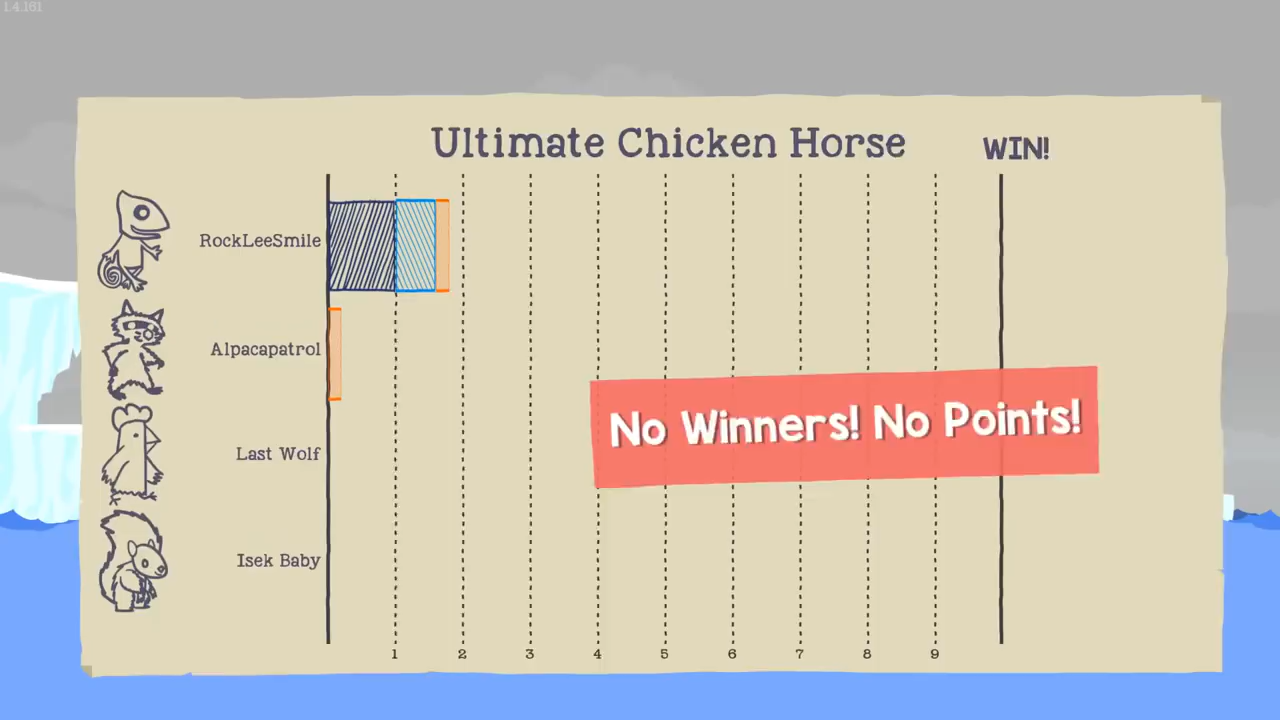 1.4.161
Ultimate Chicken Horse
WIN!
RockLeeSmile
Alpacapatrol
No Winners! No Points!
Last Wolf
Isek Baby
1 2 3 4 5 6 7 8 9